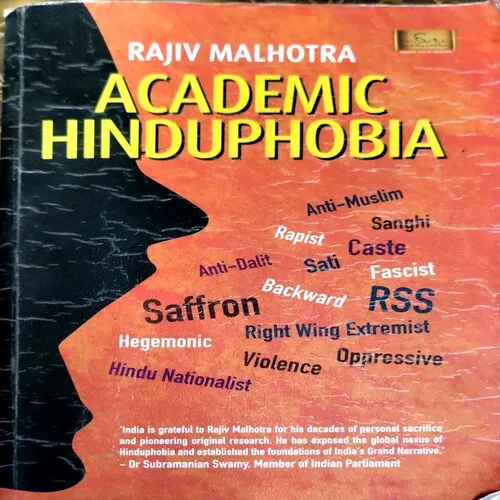 RAJIV MALHOTRA
ACADEMIC
HINDUPHOBIA
Anti-Muslim
Sanghi
Rapist
Caste
Anti-Dalit
Sati
Fascist
Backward
RSS
Saffron
Right Wing Extremist
Hegemonic
Violence
Oppressive
Hindu Nationalist
"India is grateful to Rajiv Malhotra for his decades of personal sacrifice
and pioneering original research. He has exposed the global nexus of
Hinduphobia and established the foundations of India's Grand Narrative."
– Dr Subramanian Swamy, Member of Indian Parliament